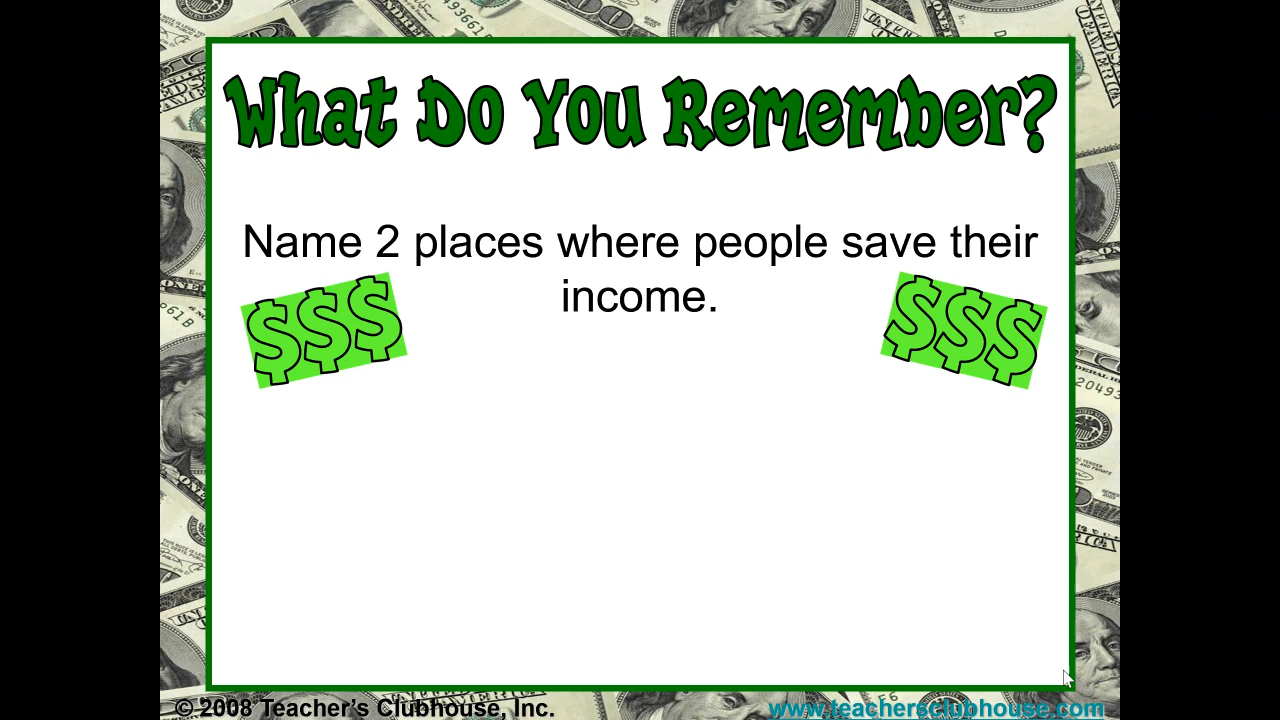 What Do You Remember?
Name 2 places where people save their
income.
$$$ $$$
© 2008 Teacher's Clubhouse, Inc. www.teachersclubhouse.com